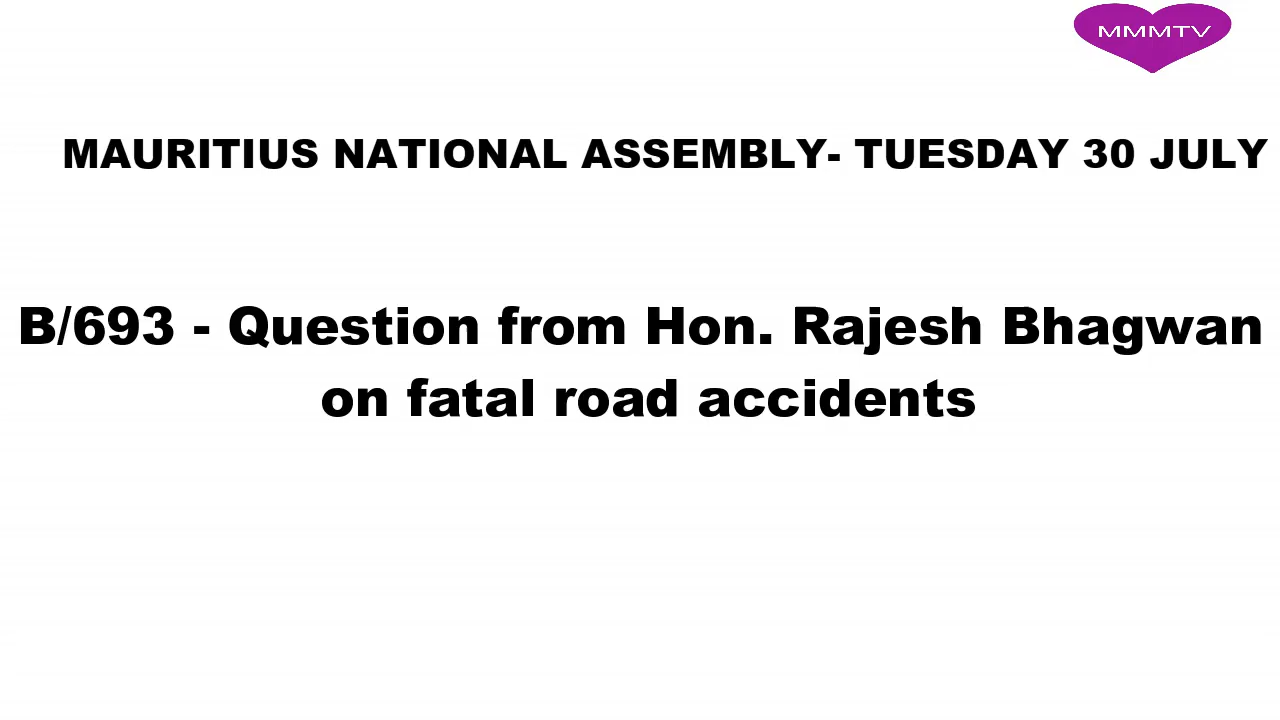 MMMTV
MAURITIUS NATIONAL ASSEMBLY- TUESDAY 30 JULY
B/693 - Question from Hon. Rajesh Bhagwan
on fatal road accidents